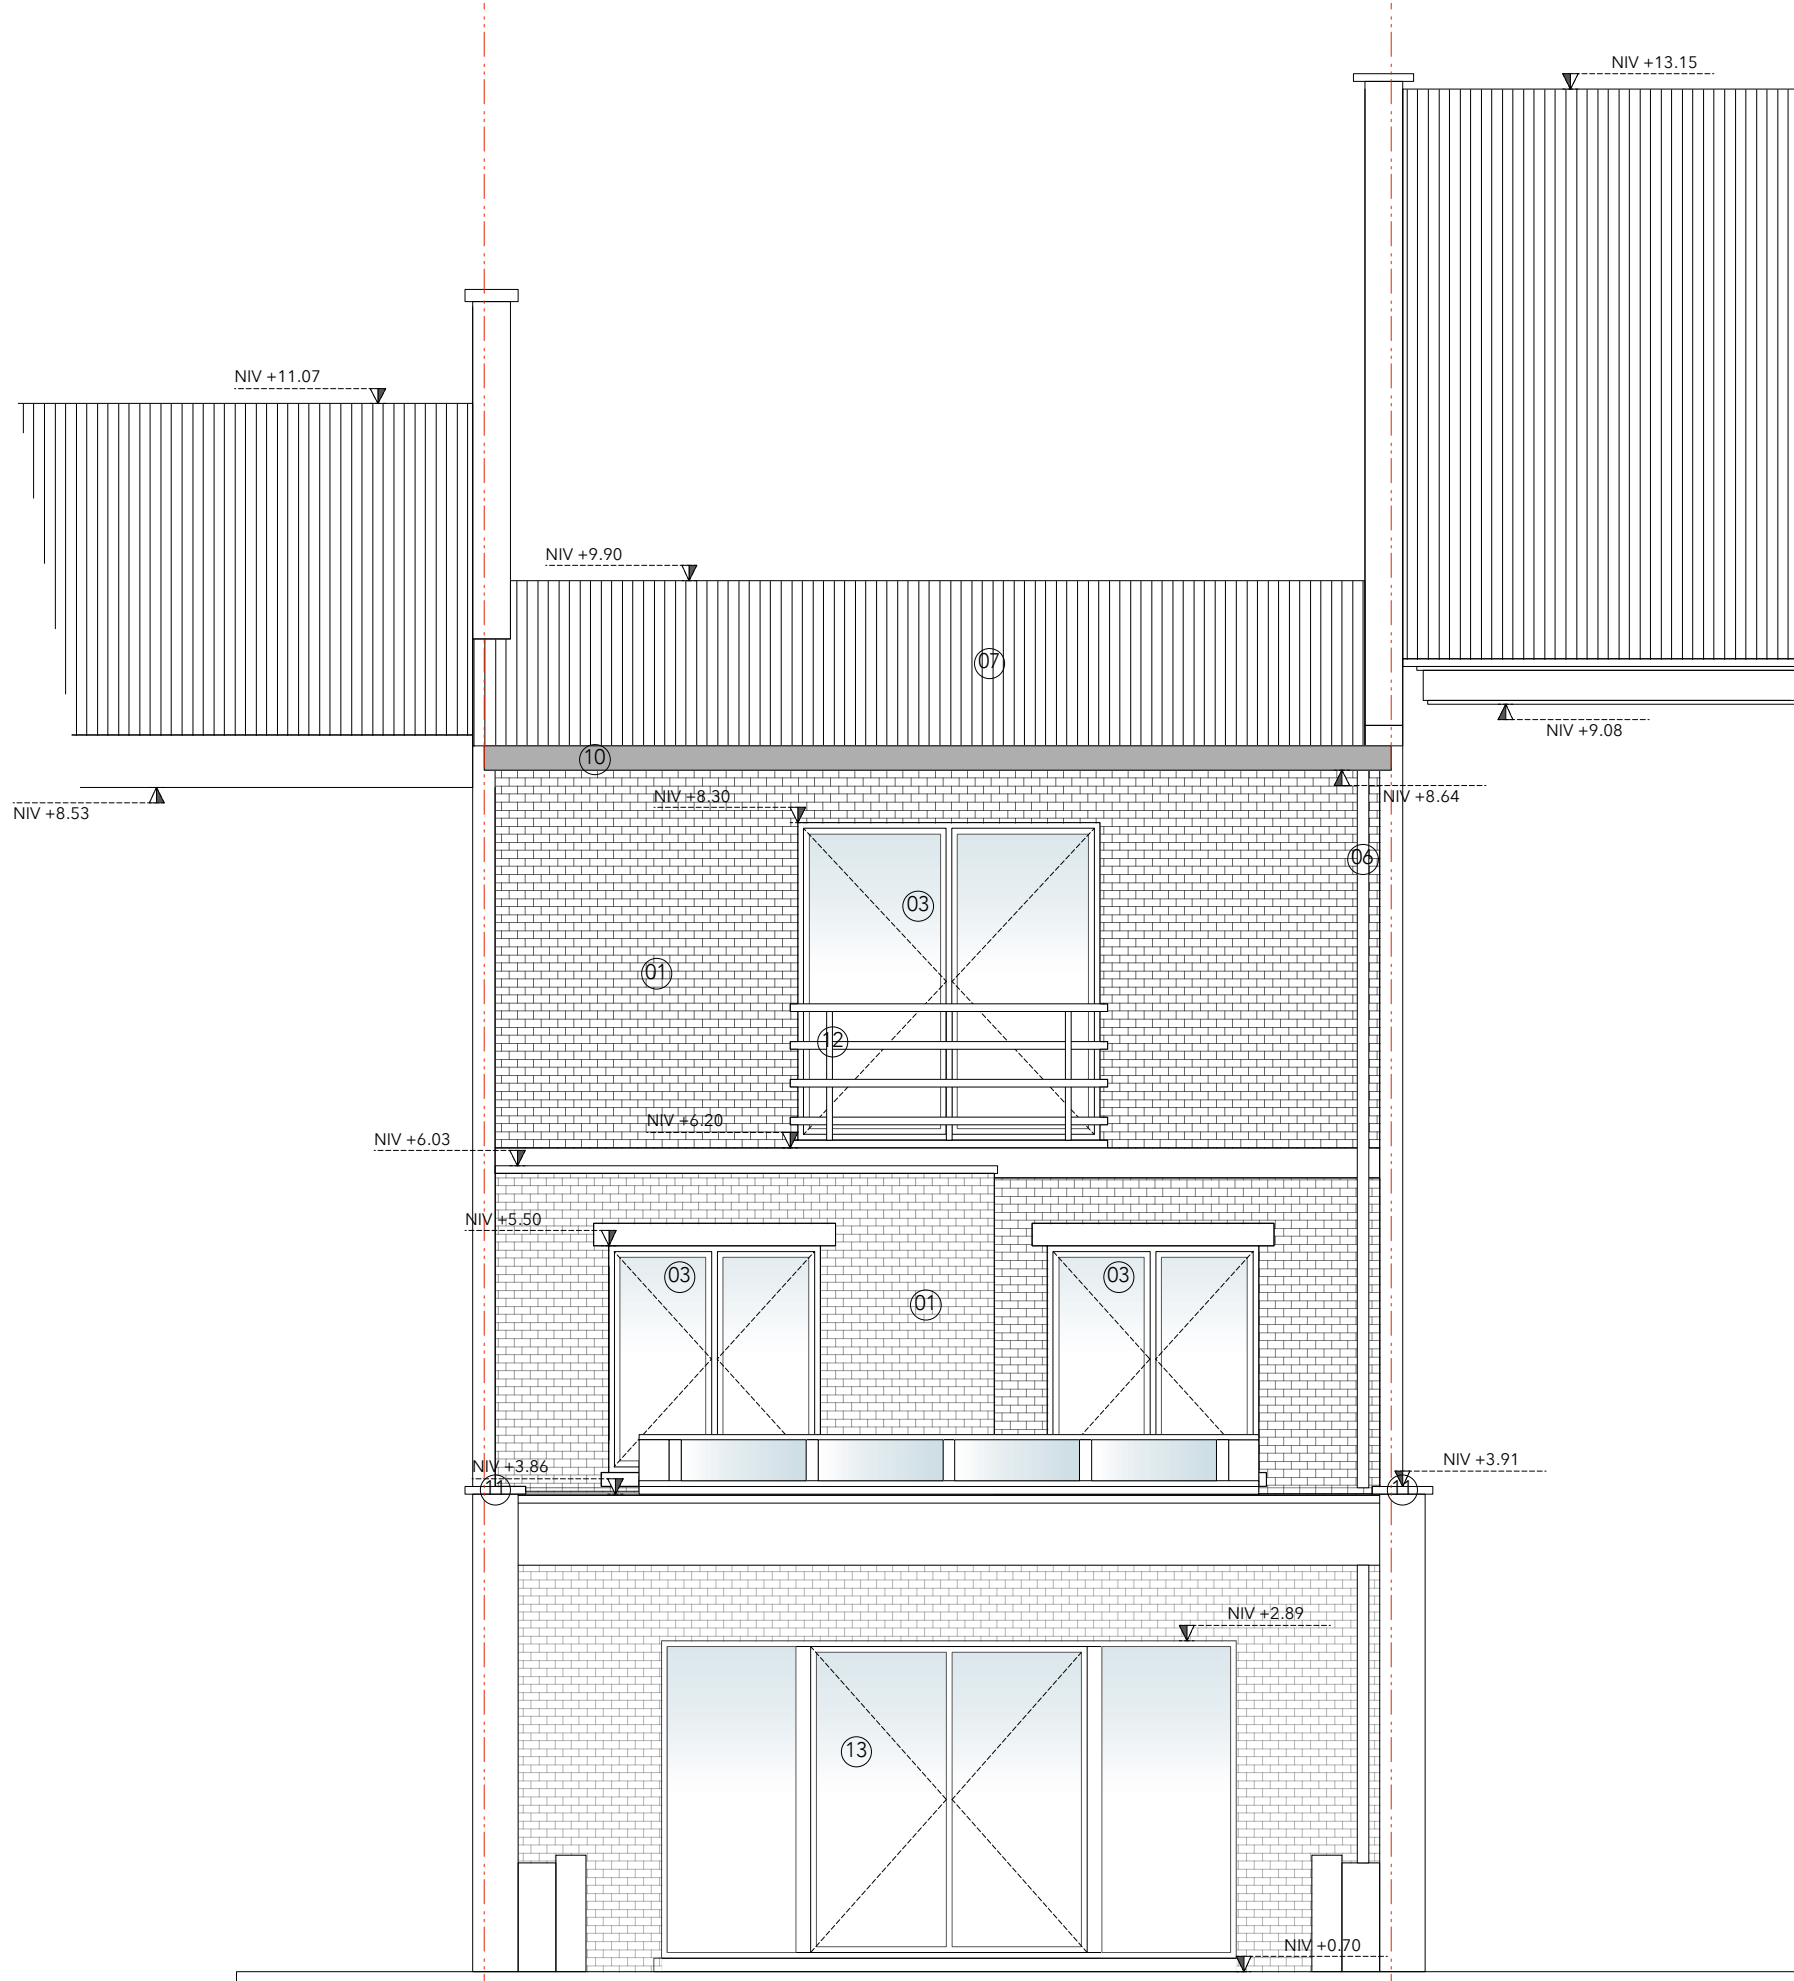 NIV +13.15
NIV +11.07
NIV +9.90
07
NIV +9.08
10
NIV +8.30
NIV +8.64
NIV +8.53
06
03
01
12
NIV +6.20
NIV +6.03
NIV +5.50
03
03
01
NIV +3.91
NIV +3.86
11
11
NIV +2.89
13
NIV +0.70